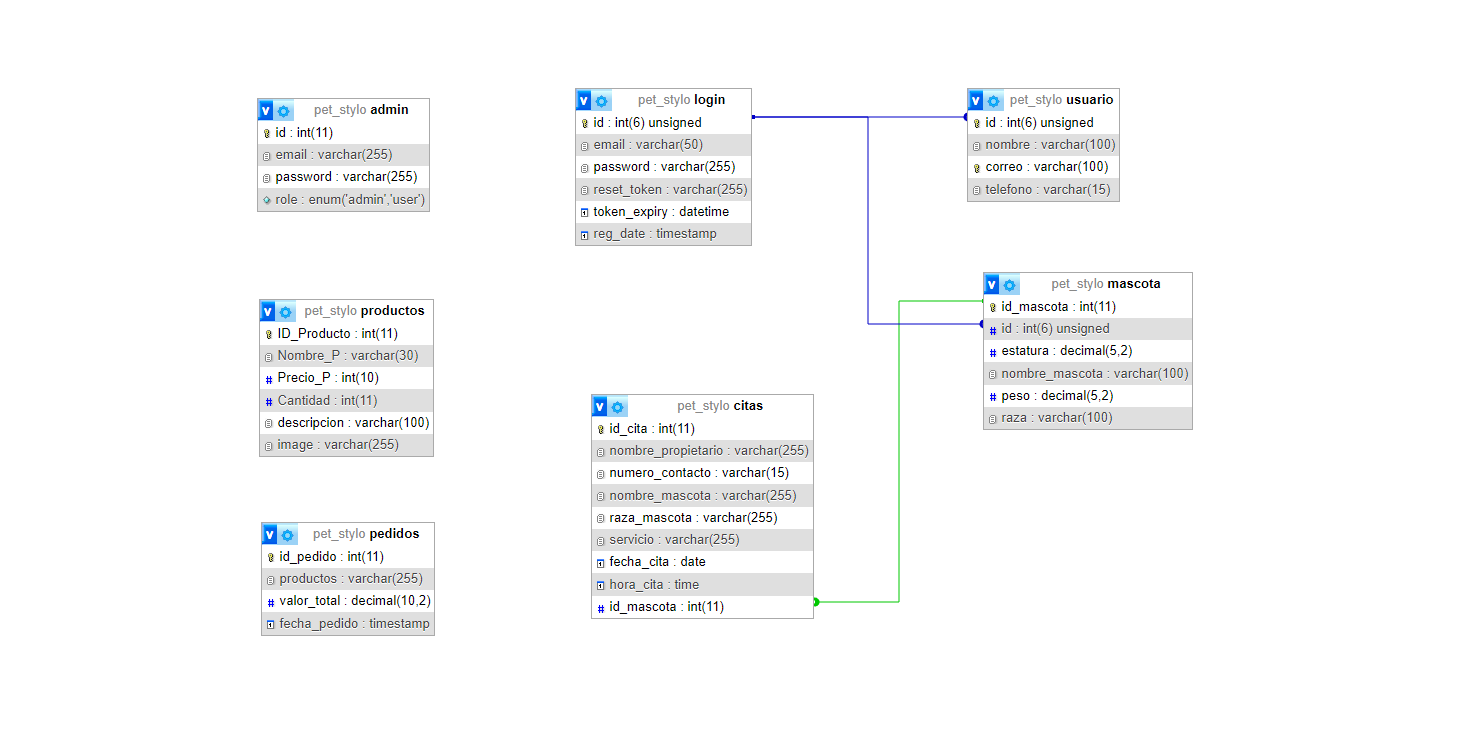 pet_stylo admin
id : int(11)
email : varchar(255)
password : varchar(255)
role : enum('admin','user')
pet_stylo login
id : int(6) unsigned
email : varchar(50)
password : varchar(255)
reset_token : varchar(255)
token_expiry : datetime
reg_date : timestamp
pet_stylo usuario
id : int(6) unsigned
nombre : varchar(100)
correo : varchar(100)
telefono : varchar(15)
pet_stylo productos
ID_Producto : int(11)
Nombre_P : varchar(30)
Precio_P : int(10)
Cantidad : int(11)
descripcion : varchar(100)
image : varchar(255)
pet_stylo mascota
id_mascota : int(11)
id : int(6) unsigned
estatura : decimal(5,2)
nombre_mascota : varchar(100)
peso : decimal(5,2)
raza : varchar(100)
pet_stylo citas
id_cita : int(11)
nombre_propietario : varchar(255)
numero_contacto : varchar(15)
nombre_mascota : varchar(255)
raza_mascota : varchar(255)
servicio : varchar(255)
fecha_cita : date
hora_cita : time
id_mascota : int(11)
pet_stylo pedidos
id_pedido : int(11)
productos : varchar(255)
valor_total : decimal(10,2)
fecha_pedido : timestamp